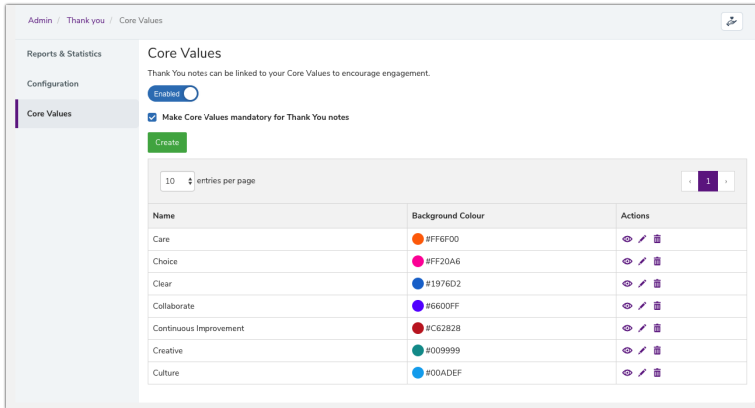 Admin / Thank you / Core Values
Reports & Statistics
Configuration
Core Values
Core Values
Thank You notes can be linked to your Core Values to encourage engagement.
Enabled
Make Core Values mandatory for Thank You notes
Create
10 entries per page
‹ 1 ›
Name Background Colour Actions
Care #FF6F00
Choice #FF20A6
Clear #1976D2
Collaborate #6600FF
Continuous Improvement #C62828
Creative #009999
Culture #00ADEF